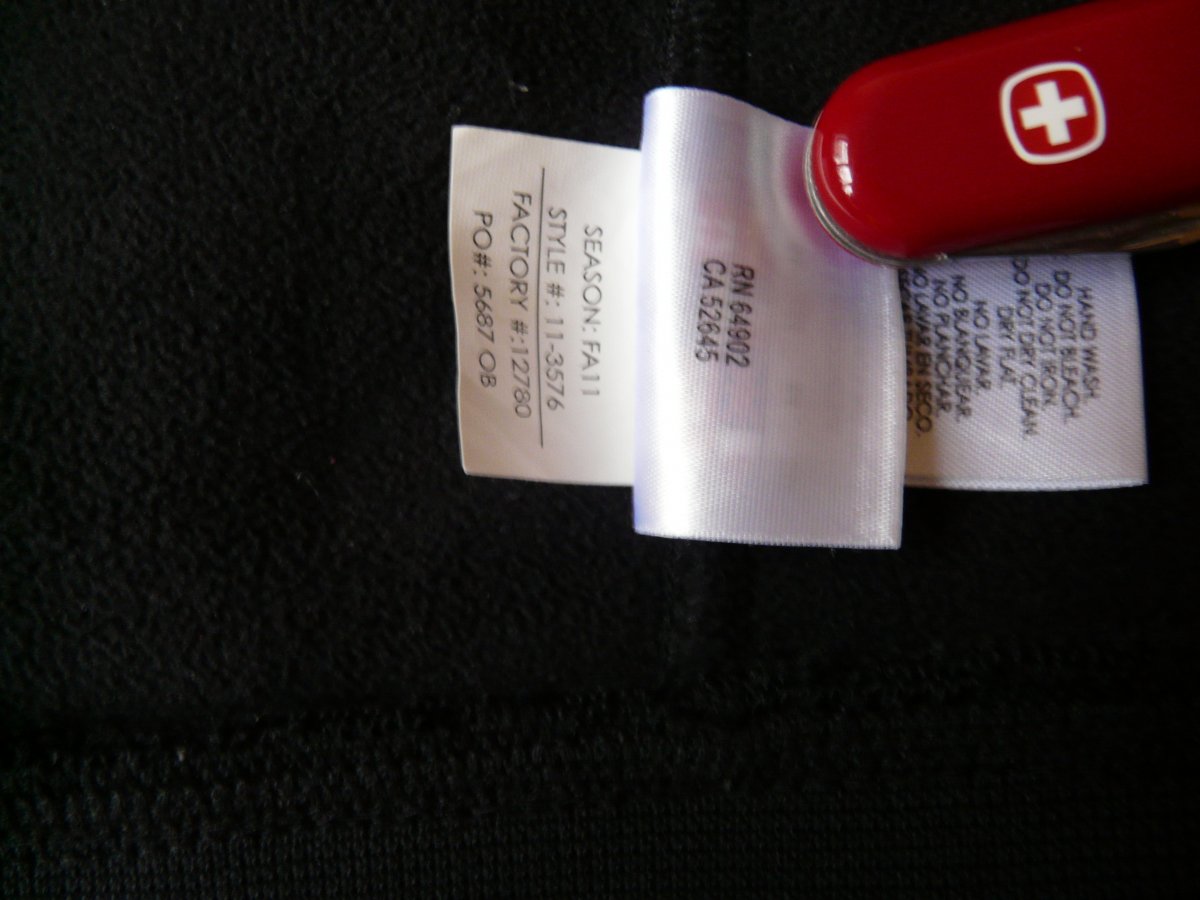 SEASON: FA11
STYLE #: 11-3576
FACTORY #:12780
PO#: 5687 OB
RN 64902
CA 52645
HAND WASH.
DO NOT BLEACH.
DO NOT IRON.
DO NOT DRY CLEAN.
DRY FLAT.
NO LAVAR
NO BLANQUEAR.
NO PLANCHAR.
NO LAVAR EN SECO.